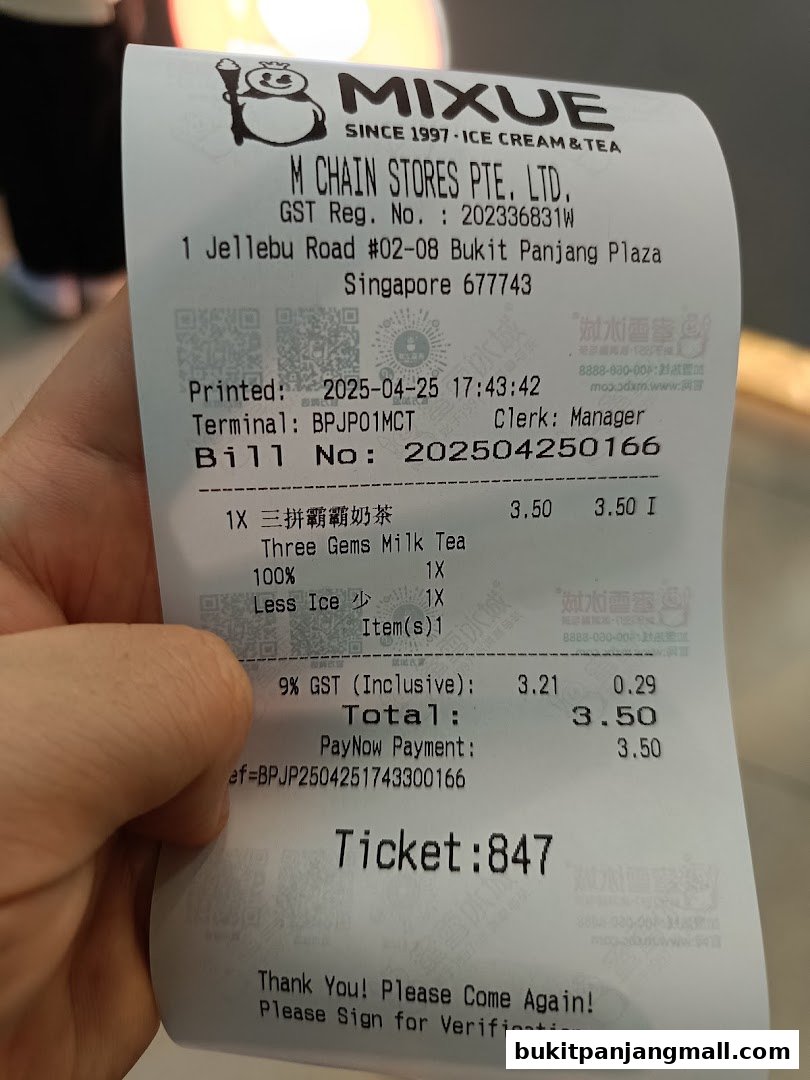 MIXUE
SINCE 1997·ICE CREAM&TEA
M CHAIN STORES PTE. LTD.
GST Reg. No. : 202336831W
1 Jellebu Road #02-08 Bukit Panjang Plaza
Singapore 677743
Printed: 2025-04-25 17:43:42
Terminal: BPJP01MCT Clerk: Manager
Bill No: 202504250166
1X 三拼霸霸奶茶 3.50 3.50 I
Three Gems Milk Tea
100% 1X
Less Ice 少 1X
Item(s)1
9% GST (Inclusive): 3.21 0.29
Total: 3.50
PayNow Payment: 3.50
ef=BPJP2504251743300166
Ticket:847
Thank You! Please Come Again!
Please Sign for
bukitpanjangmall.com